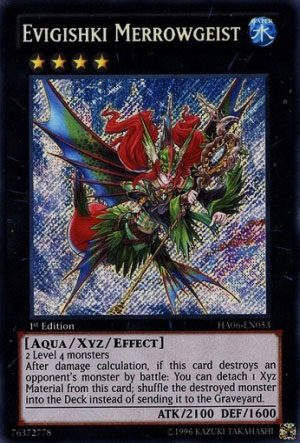 EVIGISHKI MERROWGEIST
WATER
水
1st Edition
HA06-EN053
[AQUA / XYZ / EFFECT]
2 Level 4 monsters
After damage calculation, if this card destroys an
opponent's monster by battle: You can detach 1 Xyz
Material from this card; shuffle the destroyed monster
into the Deck instead of sending it to the Graveyard.
ATK/2100 DEF/1600
76372778
©1996 KAZUKI TAKAHASHI